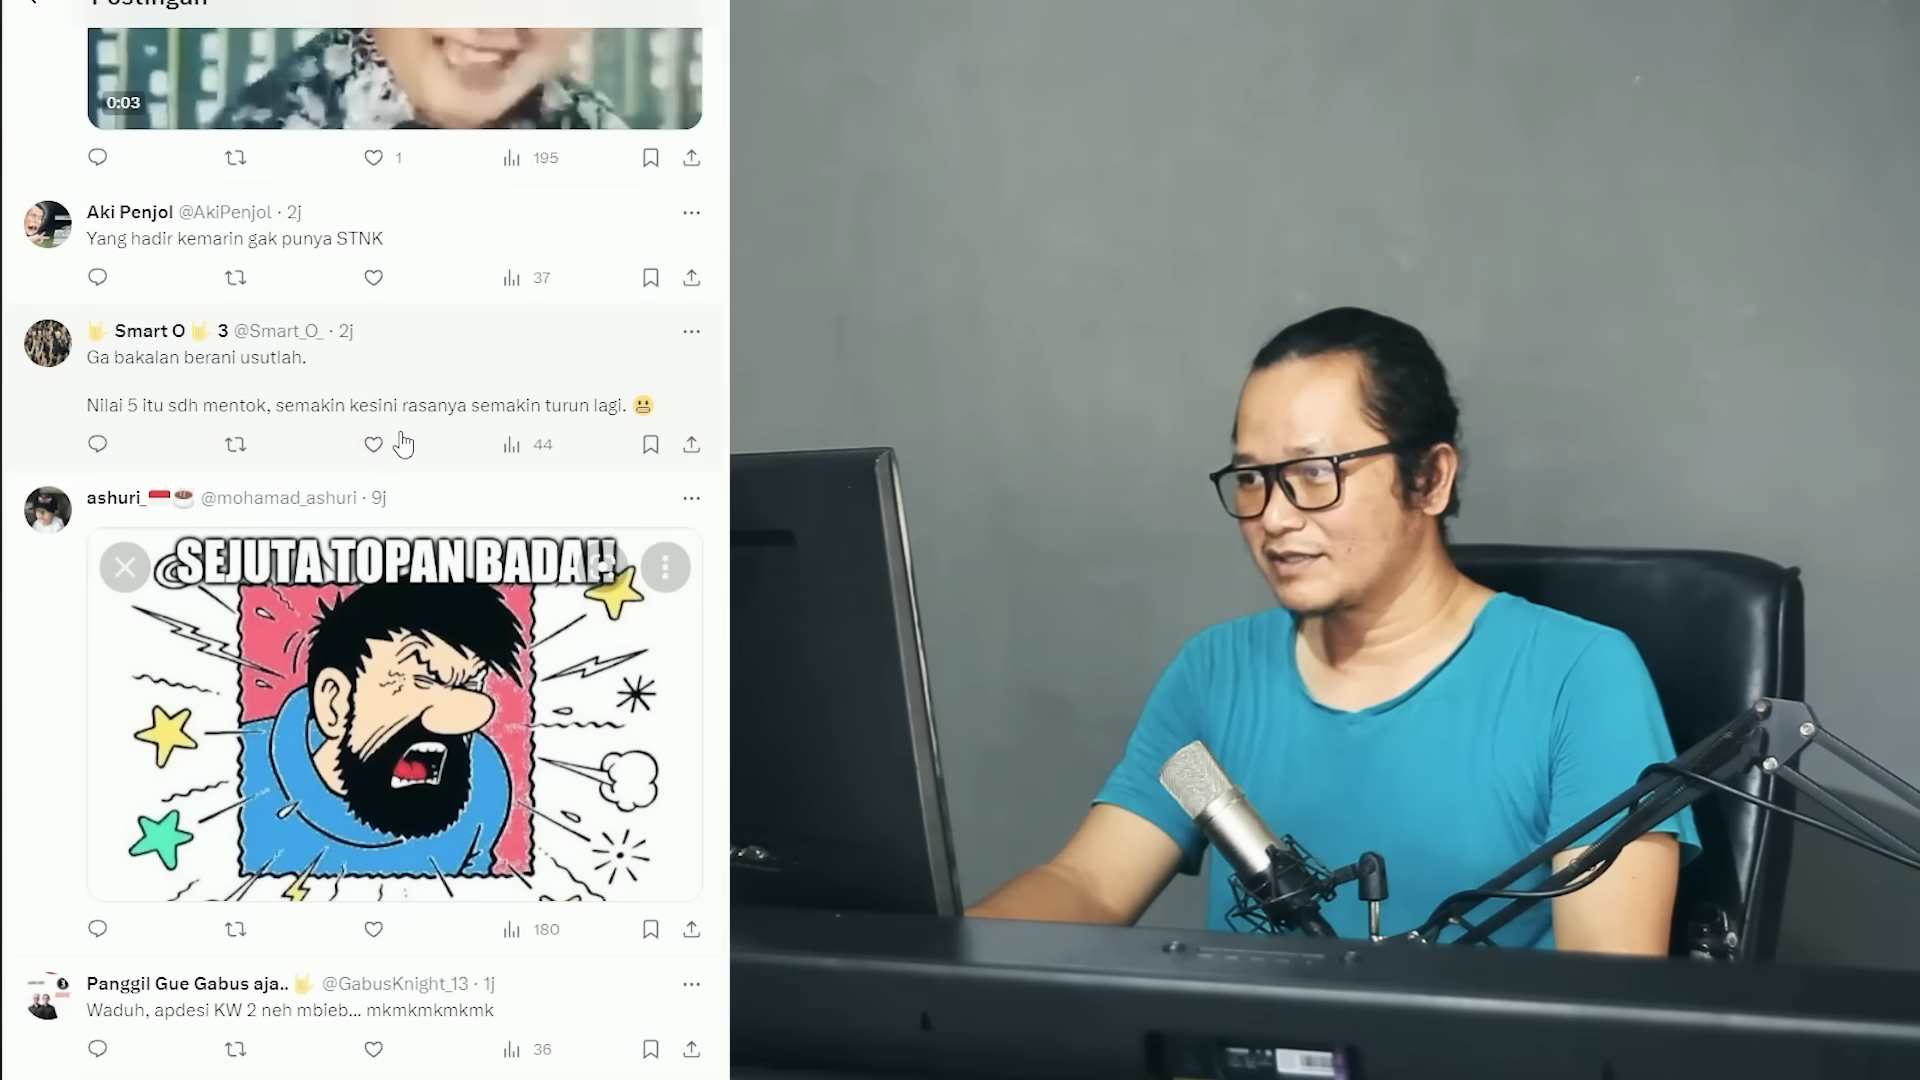 Postingan
0:03
1
195
Aki Penjol @AkiPenjol · 2j
Yang hadir kemarin gak punya STNK
37
🤟 Smart O 🤟 3 @Smart_O_ · 2j
Ga bakalan berani usutlah.
Nilai 5 itu sdh mentok, semakin kesini rasanya semakin turun lagi. 😬
44
ashuri_🇮🇩☕ @mohamad_ashuri · 9j
SEJUTA TOPAN BADAI!
180
Panggil Gue Gabus aja..🤟 @GabusKnight_13 · 1j
Waduh, apdesi KW 2 neh mbieb... mkmkmkmkmk
36